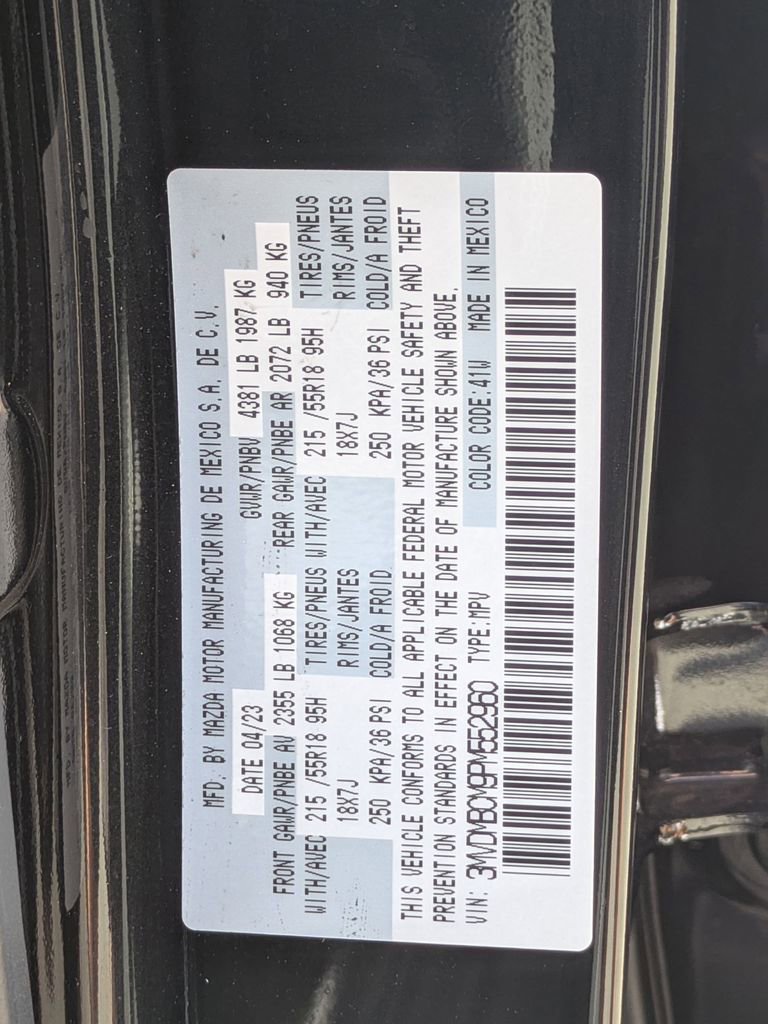 MFD. BY MAZDA MOTOR MANUFACTURING DE MEXICO S.A. DE C.V.
DATE 04/23 GVWR/PNBV 4381 LB 1987 KG
FRONT GAWR/PNBE AV 2355 LB 1068 KG REAR GAWR/PNBE AR 2072 LB 940 KG
WITH/AVEC 215 /55R18 95H TIRES/PNEUS WITH/AVEC 215 /55R18 95H TIRES/PNEUS
18X7J RIMS/JANTES 18X7J RIMS/JANTES
250 KPA/36 PSI COLD/A FROID 250 KPA/36 PSI COLD/A FROID
THIS VEHICLE CONFORMS TO ALL APPLICABLE FEDERAL MOTOR VEHICLE SAFETY AND THEFT
PREVENTION STANDARDS IN EFFECT ON THE DATE OF MANUFACTURE SHOWN ABOVE.
VIN: 3MVDMBCM9PM552960 TYPE:MPV COLOR CODE:41W MADE IN MEXICO